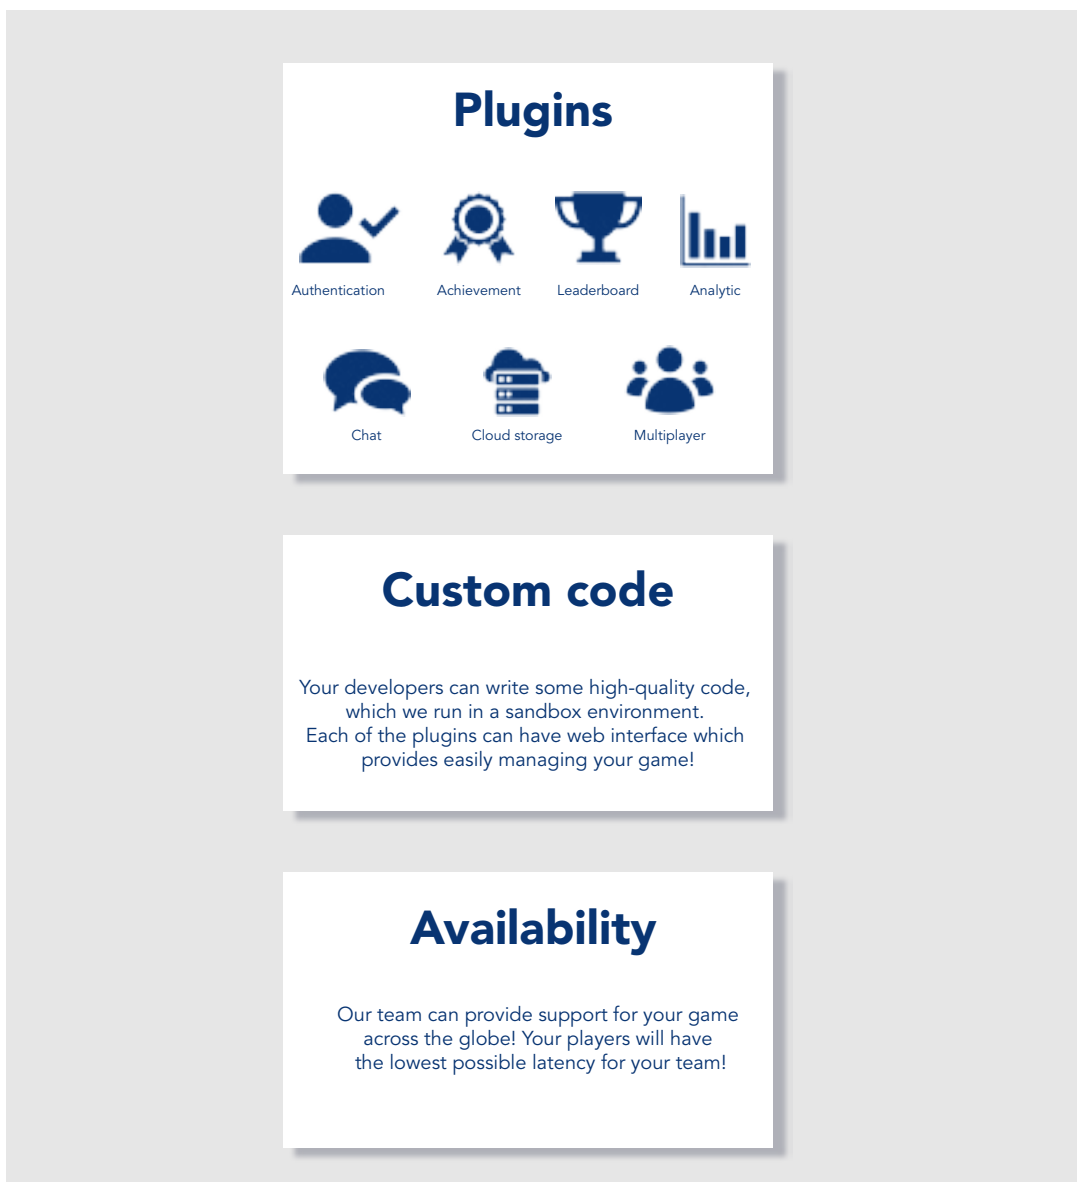 Plugins
Authentication
Achievement
Leaderboard
Analytic
Chat
Cloud storage
Multiplayer
Custom code
Your developers can write some high-quality code,
which we run in a sandbox environment.
Each of the plugins can have web interface which
provides easily managing your game!
Availability
Our team can provide support for your game
across the globe! Your players will have
the lowest possible latency for your team!